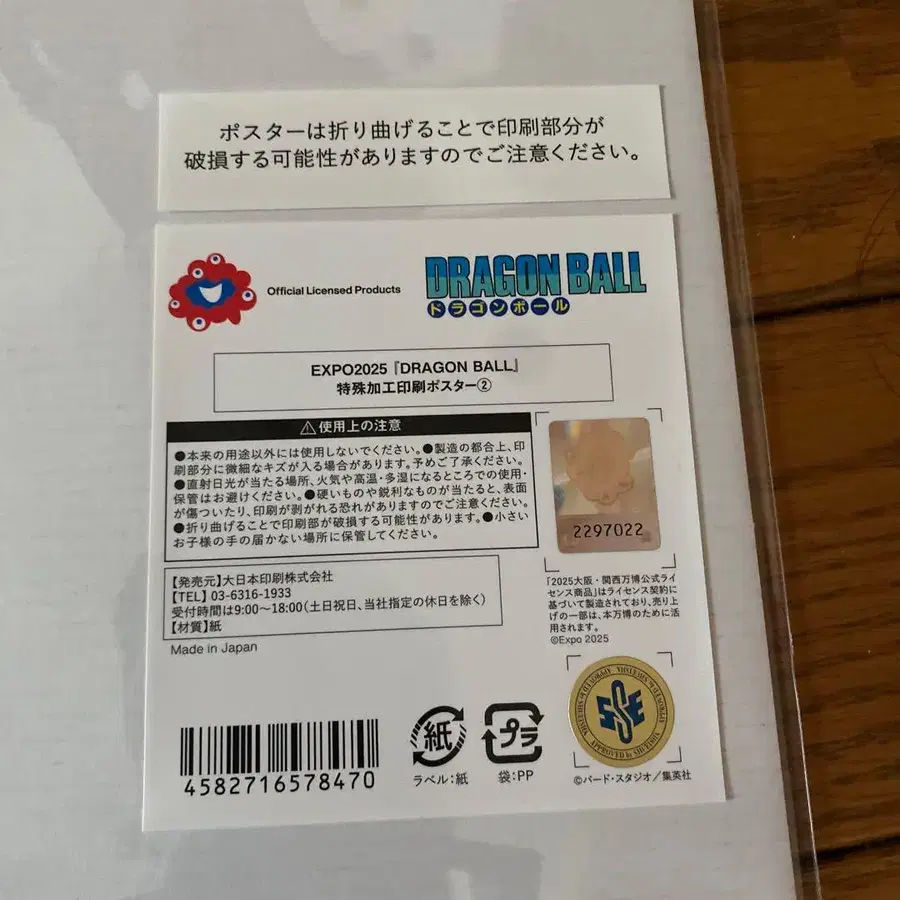 ポスターは折り曲げることで印刷部分が
破損する可能性がありますのでご注意ください。
Official Licensed Products
DRAGON BALL
ドラゴンボール
EXPO2025『DRAGON BALL』
特殊加工印刷ポスター②
⚠使用上の注意
●本来の用途以外には使用しないでください。●製造の都合上、印
刷部分に微細なキズが入る場合があります。予めご了承ください。
●直射日光が当たる場所、火気や高温・多湿になるところでの使用・
保管はお避けください。●硬いものや鋭利なものが当たると、表面
が傷ついたり、印刷が剥がれる恐れがありますのでご注意ください。
●折り曲げることで印刷部が破損する可能性があります。●小さい
お子様の手の届かない場所に保管してください。
2297022
【発売元】大日本印刷株式会社
【TEL】03-6316-1933
受付時間は9:00〜18:00(土日祝日、当社指定の休日を除く)
【材質】紙
Made in Japan
「2025大阪・関西万博公式ライ
センス商品」はライセンス契約に
基づいて製造されており、売り上
げの一部は、本万博のために活
用されます。
©Expo 2025
4582716578470
紙
ラベル:紙
プラ
袋:PP
APPROVED by SHUEISHA
©バード・スタジオ/集英社